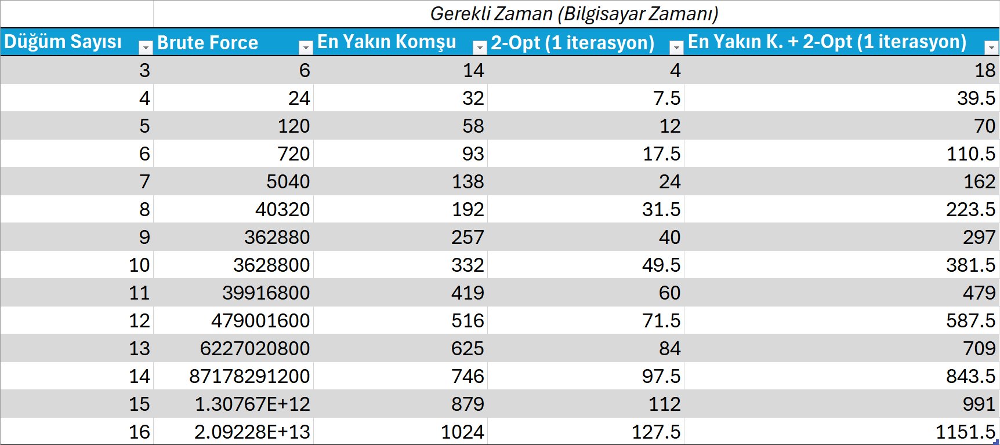 Gerekli Zaman (Bilgisayar Zamanı)
Düğüm Sayısı Brute Force En Yakın Komşu 2-Opt (1 iterasyon) En Yakın K. + 2-Opt (1 iterasyon)
3 6 14 4 18
4 24 32 7.5 39.5
5 120 58 12 70
6 720 93 17.5 110.5
7 5040 138 24 162
8 40320 192 31.5 223.5
9 362880 257 40 297
10 3628800 332 49.5 381.5
11 39916800 419 60 479
12 479001600 516 71.5 587.5
13 6227020800 625 84 709
14 87178291200 746 97.5 843.5
15 1.30767E+12 879 112 991
16 2.09228E+13 1024 127.5 1151.5